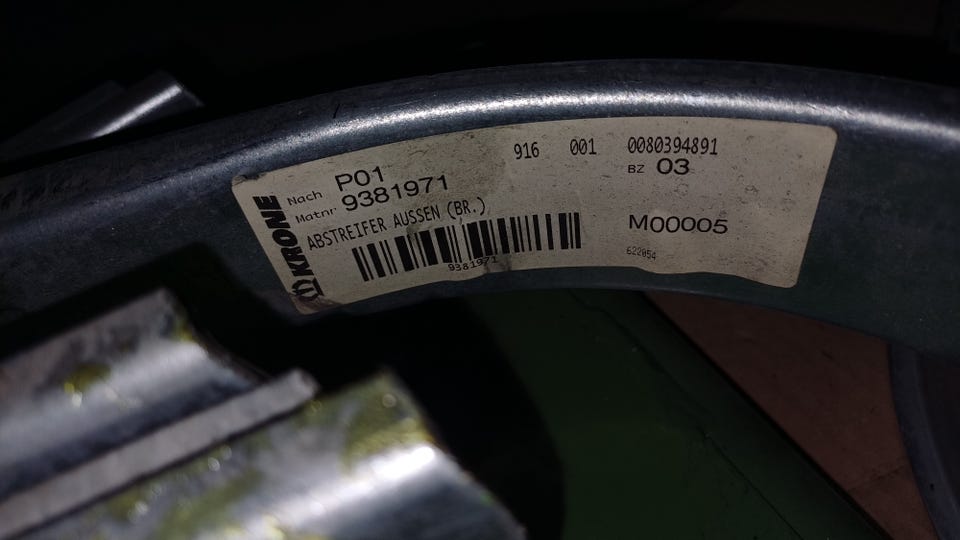 KRONE
916 001 0080394891
Nach P01
BZ 03
Matnr 9381971
ABSTREIFER AUSSEN (BR.)
M00005
9381971
622054